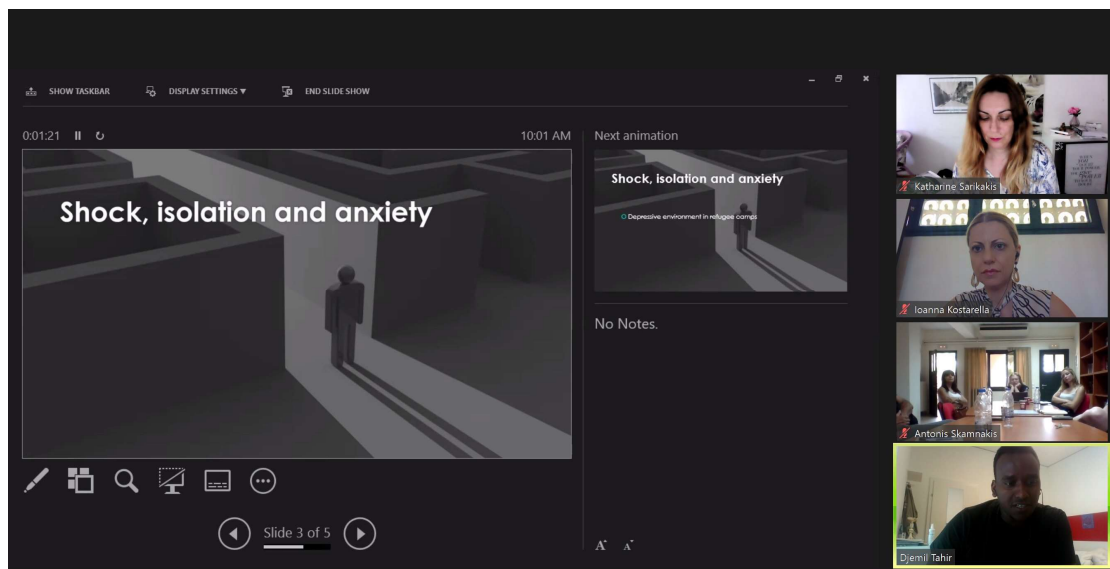 SHOW TASKBAR
DISPLAY SETTINGS ▼
END SLIDE SHOW
0:01:21
10:01 AM
Shock, isolation and anxiety
Slide 3 of 5
Next animation
Shock, isolation and anxiety
Depressive environment in refugee camps
No Notes.
A A
Katharine Sarikakis
Ioanna Kostarella
Antonis Skamnakis
Djemil Tahir